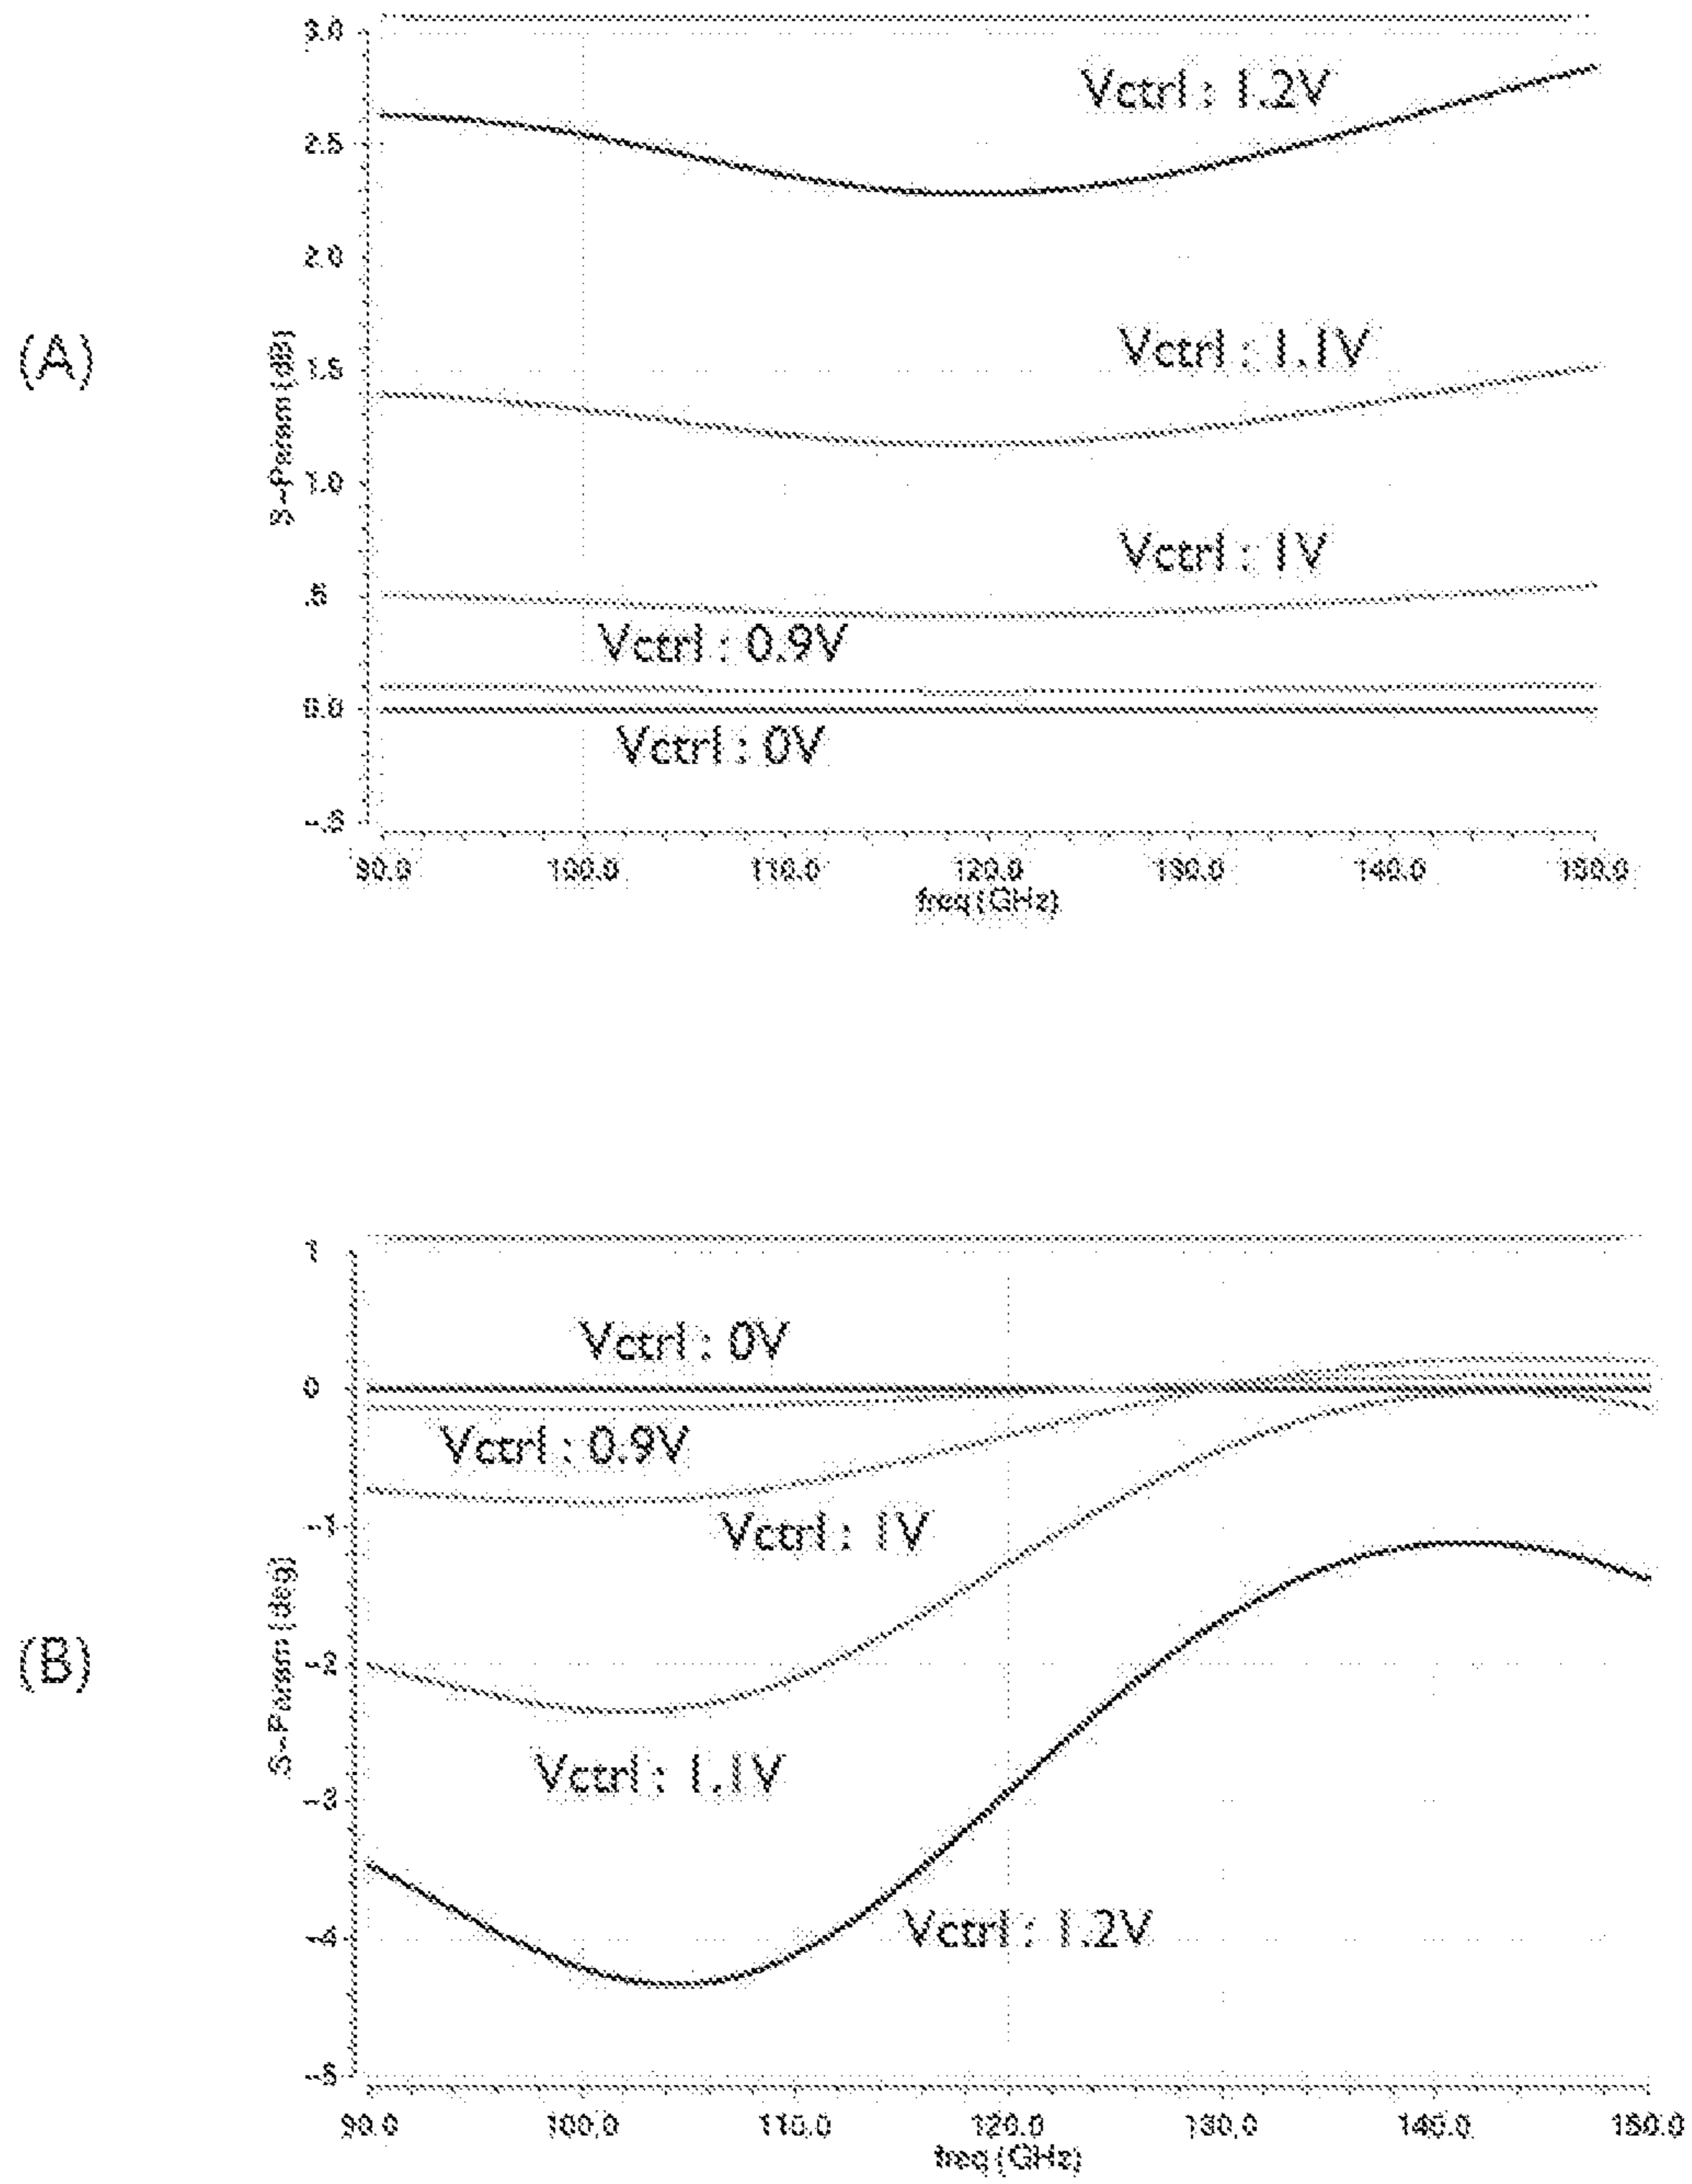 3.0
Vctrl : 1.2V
2.5
2.0
(A)
S-Param (dB)
Vctrl : 1.1V
1.5
1.0
Vctrl : 1V
.5
Vctrl : 0.9V
0.0
Vctrl : 0V
-.5
90.0 100.0 110.0 120.0 130.0 140.0 150.0
freq (GHz)
1
Vctrl : 0V
0
Vctrl : 0.9V
-1
Vctrl : 1V
(B)
S-Param (deg)
-2
Vctrl : 1.1V
-3
Vctrl : 1.2V
-4
-5
90.0 100.0 110.0 120.0 130.0 140.0 150.0
freq (GHz)